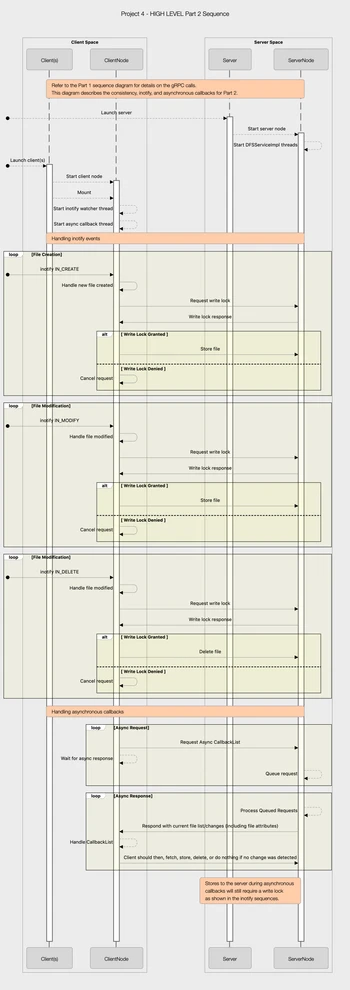 Project 4 - HIGH LEVEL Part 2 Sequence
Client Space
Server Space
Client(s)
ClientNode
Server
ServerNode
Refer to the Part 1 sequence diagram for details on the gRPC calls.
This diagram describes the consistency, inotify, and asynchronous callbacks for Part 2.
Launch server
Start server node
Start DFSServiceImpl threads
Launch client(s)
Start client node
Mount
Start inotify watcher thread
Start async callback thread
Handling inotify events
loop [File Creation]
inotify IN_CREATE
Handle new file created
Request write lock
Write lock response
alt [ Write Lock Granted ]
Store file
[ Write Lock Denied ]
Cancel request
loop [File Modification]
inotify IN_MODIFY
Handle file modified
Request write lock
Write lock response
alt [ Write Lock Granted ]
Store file
[ Write Lock Denied ]
Cancel request
loop [File Modification]
inotify IN_DELETE
Handle file modified
Request write lock
Write lock response
alt [ Write Lock Granted ]
Delete file
[ Write Lock Denied ]
Cancel request
Handling asynchronous callbacks
loop [Async Request]
Request Async CallbackList
Wait for async response
Queue request
loop [Async Response]
Process Queued Requests
Respond with current file list/changes (including file attributes)
Handle CallbackList
Client should then, fetch, store, delete, or do nothing if no change was detected
Stores to the server during asynchronous
callbacks will still require a write lock
as shown in the inotify sequences.
Client(s)
ClientNode
Server
ServerNode